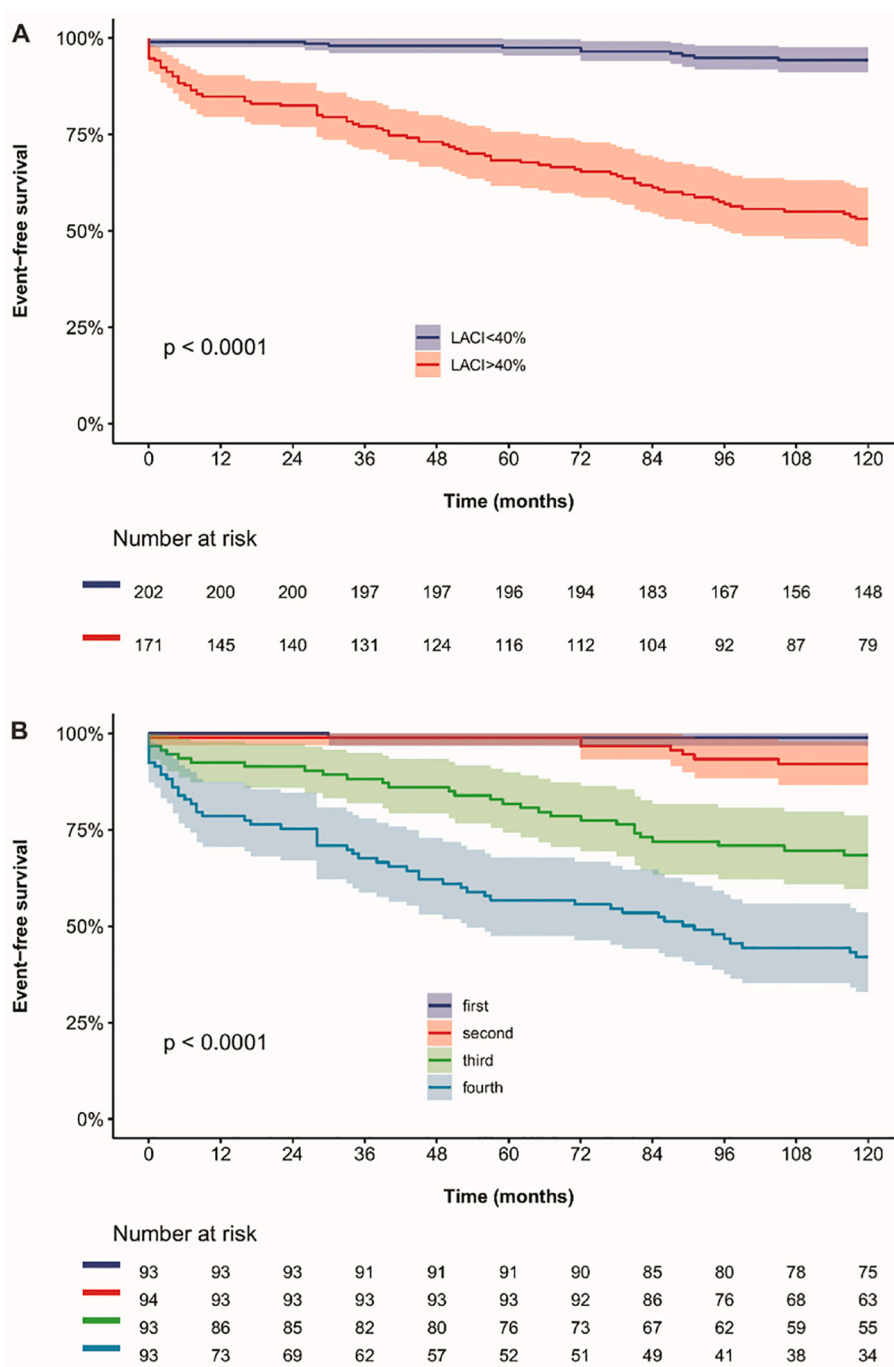 A
100%
75%
50%
25%
0%
Event-free survival
p < 0.0001
LACI<40%
LACI>40%
0 12 24 36 48 60 72 84 96 108 120
Time (months)
Number at risk
202 200 200 197 197 196 194 183 167 156 148
171 145 140 131 124 116 112 104 92 87 79
B
100%
75%
50%
25%
0%
Event-free survival
p < 0.0001
first
second
third
fourth
0 12 24 36 48 60 72 84 96 108 120
Time (months)
Number at risk
93 93 93 91 91 91 90 85 80 78 75
94 93 93 93 93 93 92 86 76 68 63
93 86 85 82 80 76 73 67 62 59 55
93 73 69 62 57 52 51 49 41 38 34